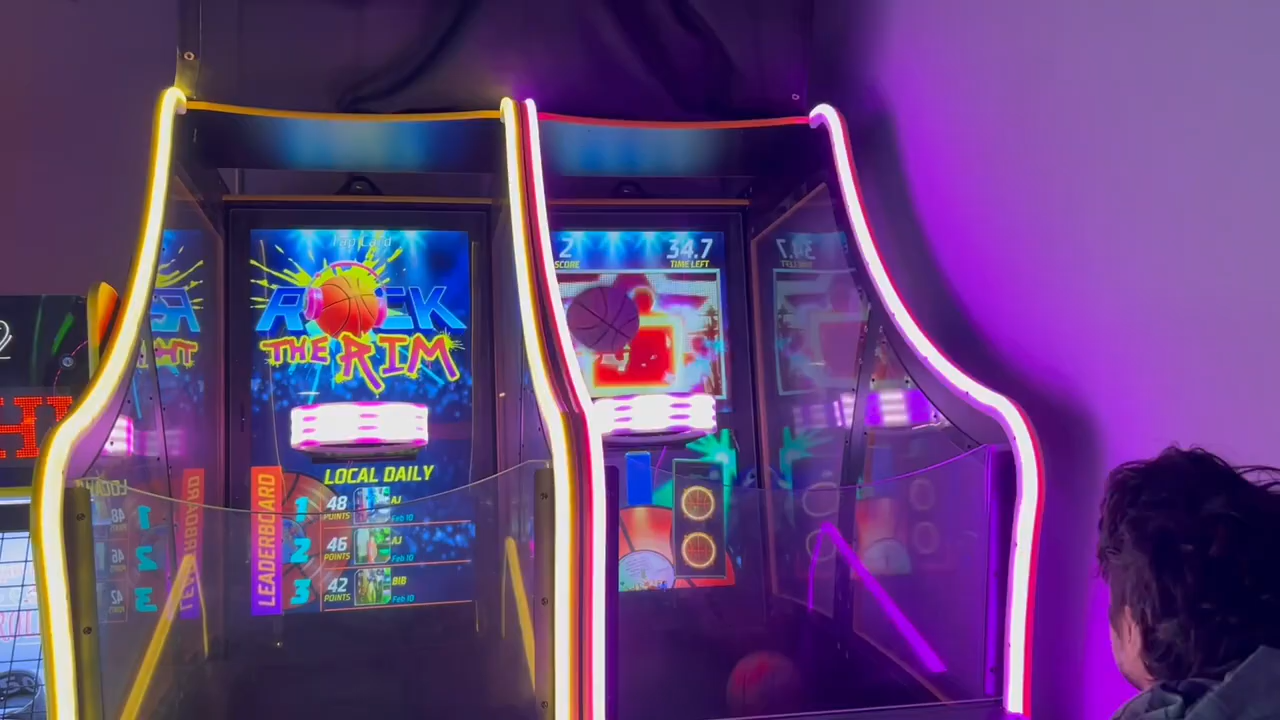 Tap Card
ROCK
THE RIM
LOCAL DAILY
LEADERBOARD
1
48
POINTS
AJ
Feb 10
2
46
POINTS
AJ
Feb 10
3
42
POINTS
BIB
Feb 10
2
SCORE
34.7
TIME LEFT
2
H